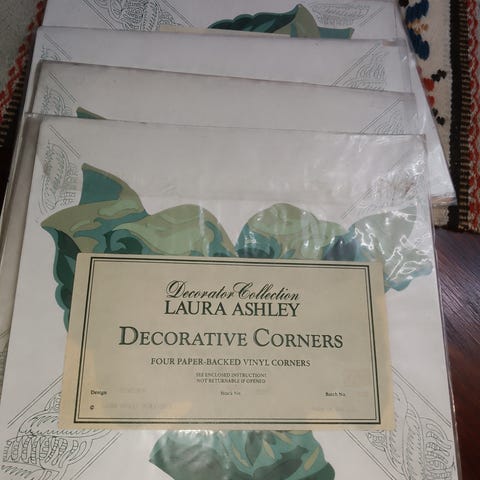 Decorator Collection
LAURA ASHLEY
DECORATIVE CORNERS
FOUR PAPER-BACKED VINYL CORNERS
SEE ENCLOSED INSTRUCTIONS
NOT RETURNABLE IF OPENED
Design Stock No. Batch No.
©